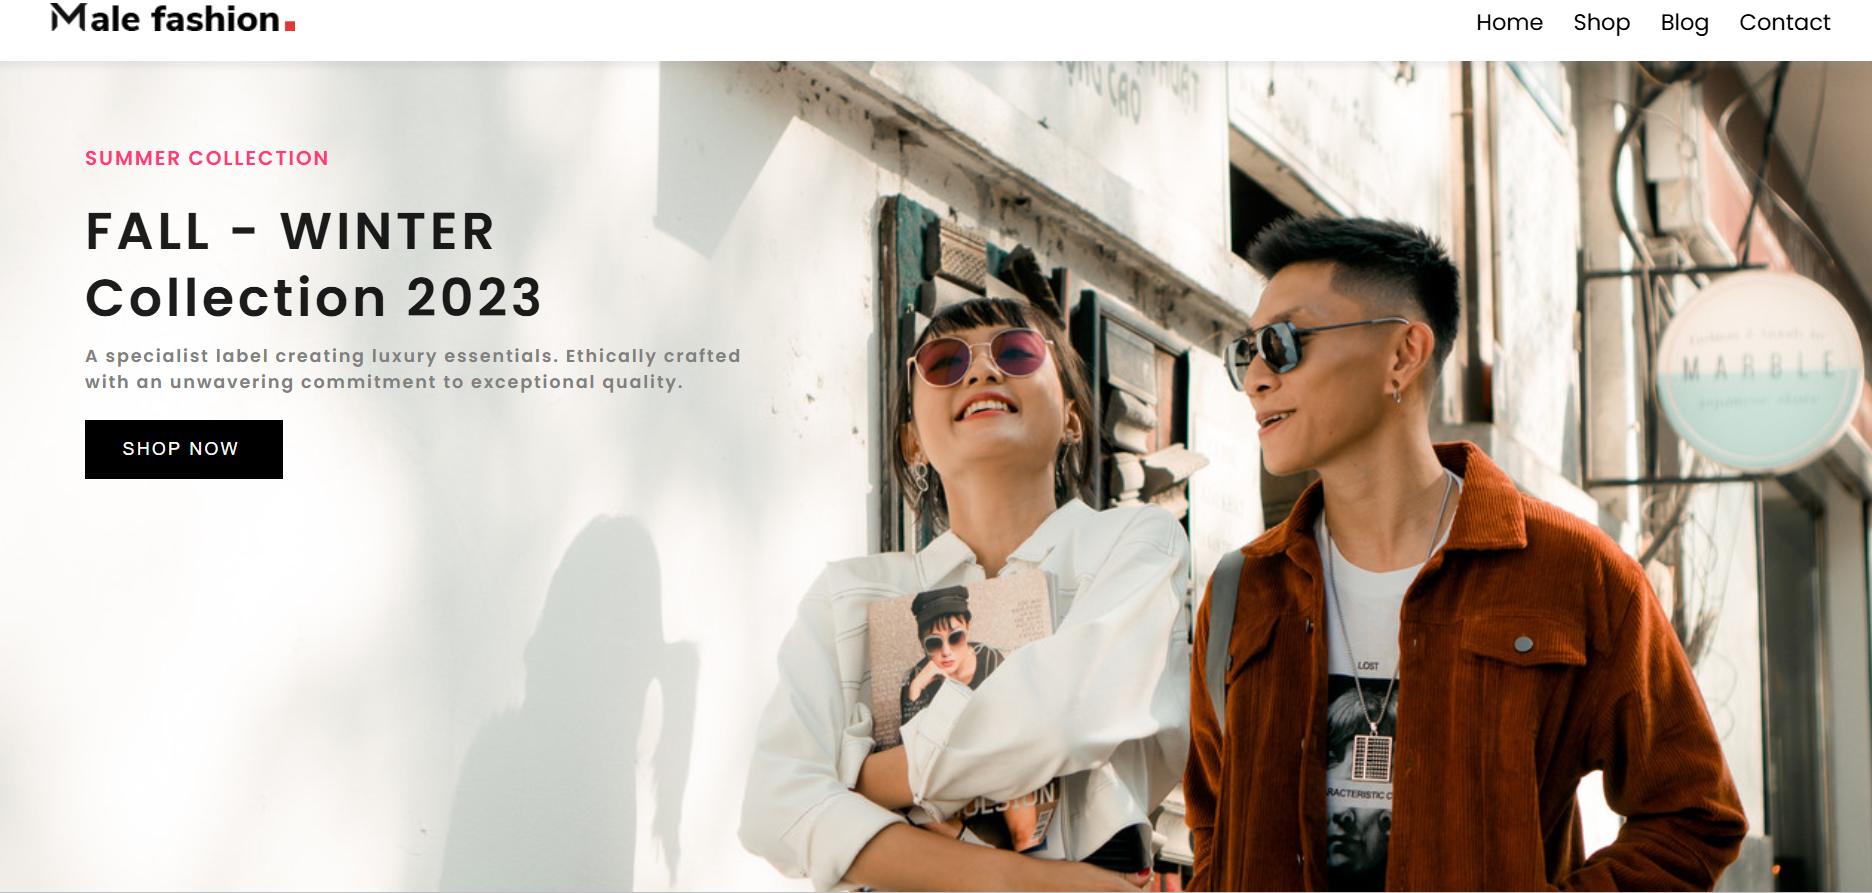 Male fashion.
Home Shop Blog Contact
SUMMER COLLECTION
FALL - WINTER
Collection 2023
A specialist label creating luxury essentials. Ethically crafted
with an unwavering commitment to exceptional quality.
SHOP NOW
MARBLE
LOST
RACTERISTIC C